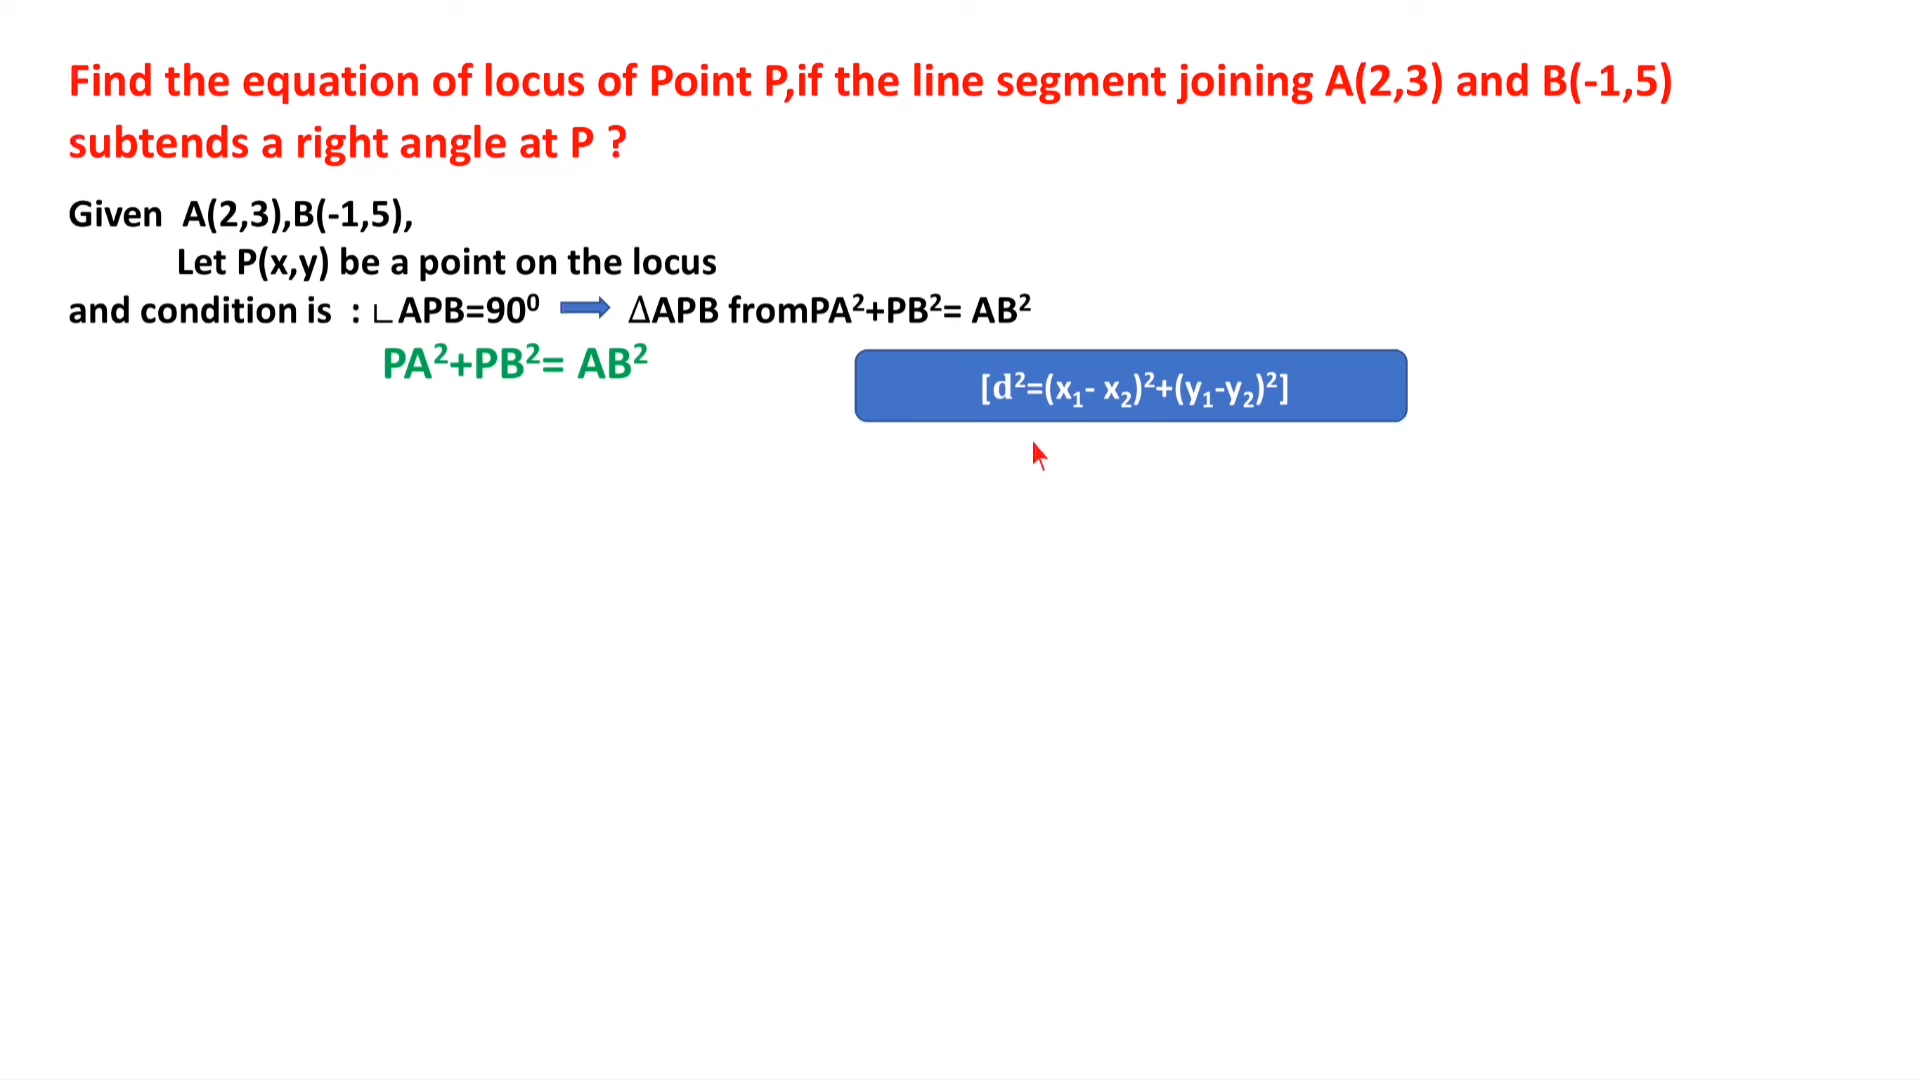 Find the equation of locus of Point P,if the line segment joining A(2,3) and B(-1,5)
subtends a right angle at P ?
Given A(2,3),B(-1,5),
Let P(x,y) be a point on the locus
and condition is : ∟APB=90⁰ ➡ ΔAPB fromPA²+PB²= AB²
PA²+PB²= AB²
[d²=(x₁- x₂)²+(y₁-y₂)²]